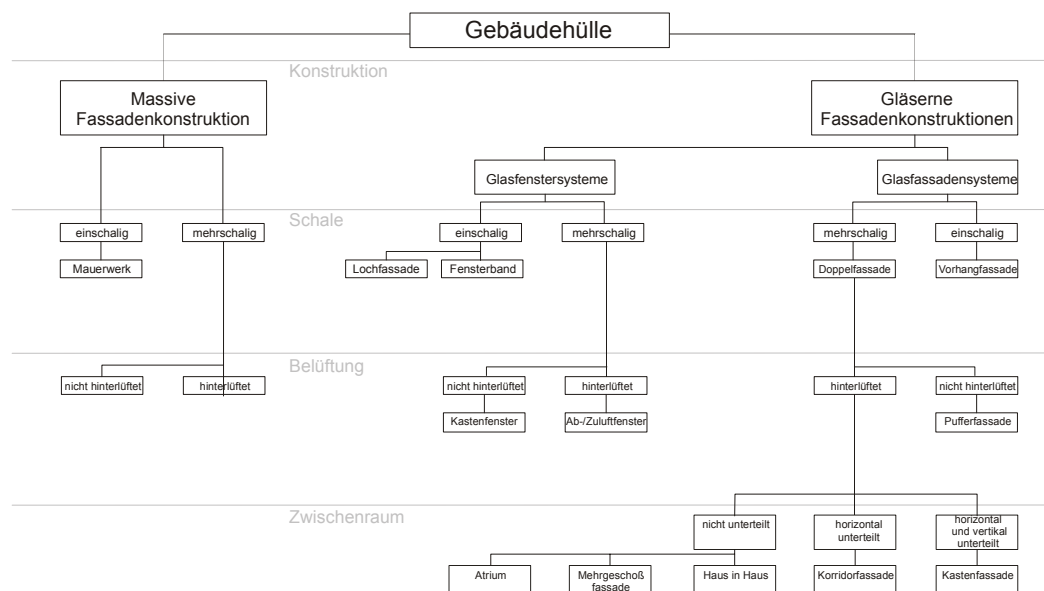 Gebäudehülle
Konstruktion
Massive
Fassadenkonstruktion
Gläserne
Fassadenkonstruktionen
Glasfenstersysteme
Glasfassadensysteme
Schale
einschalig
mehrschalig
einschalig
mehrschalig
mehrschalig
einschalig
Mauerwerk
Lochfassade
Fensterband
Doppelfassade
Vorhangfassade
Belüftung
nicht hinterlüftet
hinterlüftet
nicht hinterlüftet
hinterlüftet
hinterlüftet
nicht hinterlüftet
Kastenfenster
Ab-/Zuluftfenster
Pufferfassade
Zwischenraum
nicht unterteilt
horizontal
unterteilt
horizontal
und vertikal
unterteilt
Atrium
Mehrgeschoß
fassade
Haus in Haus
Korridorfassade
Kastenfassade